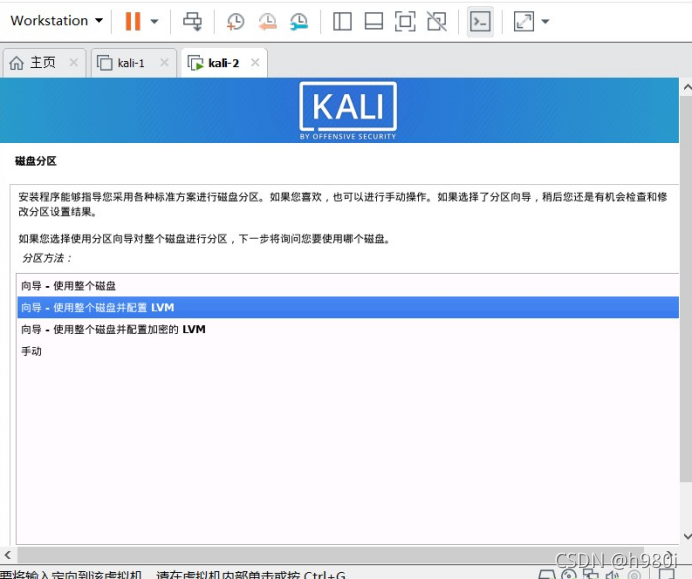 Workstation
主页
kali-1
kali-2
KALI
BY OFFENSIVE SECURITY
磁盘分区
安装程序能够指导您采用各种标准方案进行磁盘分区。如果您喜欢，也可以进行手动操作。如果选择了分区向导，稍后您还是有机会检查和修
改分区设置结果。
如果您选择使用分区向导对整个磁盘进行分区，下一步将询问您要使用哪个磁盘。
分区方法：
向导 - 使用整个磁盘
向导 - 使用整个磁盘并配置 LVM
向导 - 使用整个磁盘并配置加密的 LVM
手动
要将输入定向到该虚拟机，请在虚拟机内部单击或按 Ctrl+G
CSDN @h980i